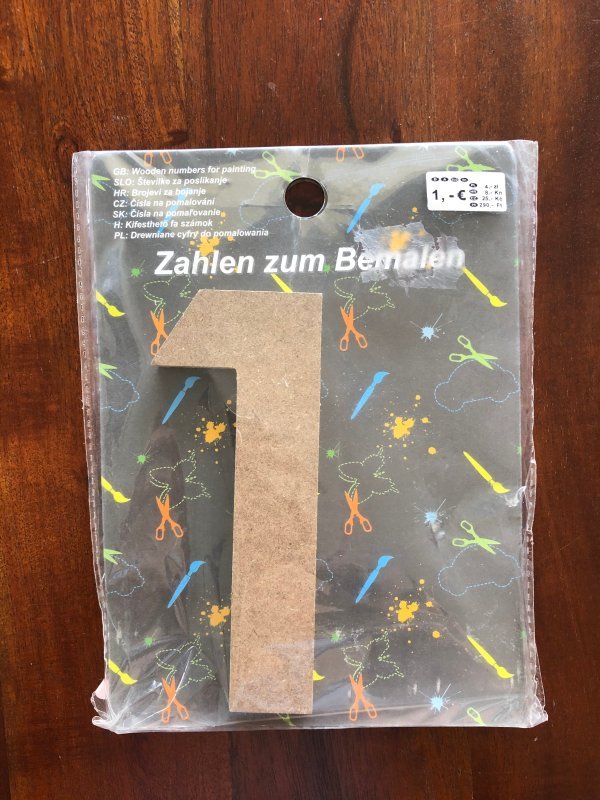 GB: Wooden numbers for painting
SLO: Številke za poslikanje
HR: Brojevi za bojanje
CZ: Čísla na pomalování
SK: Čísla na pomaľovanie
H: Kifesthető fa számok
PL: Drewniane cyfry do pomalowania
1,-€
4,- zł
8,- Kn
25,- Kč
290,- Ft
Zahlen zum Bemalen
1